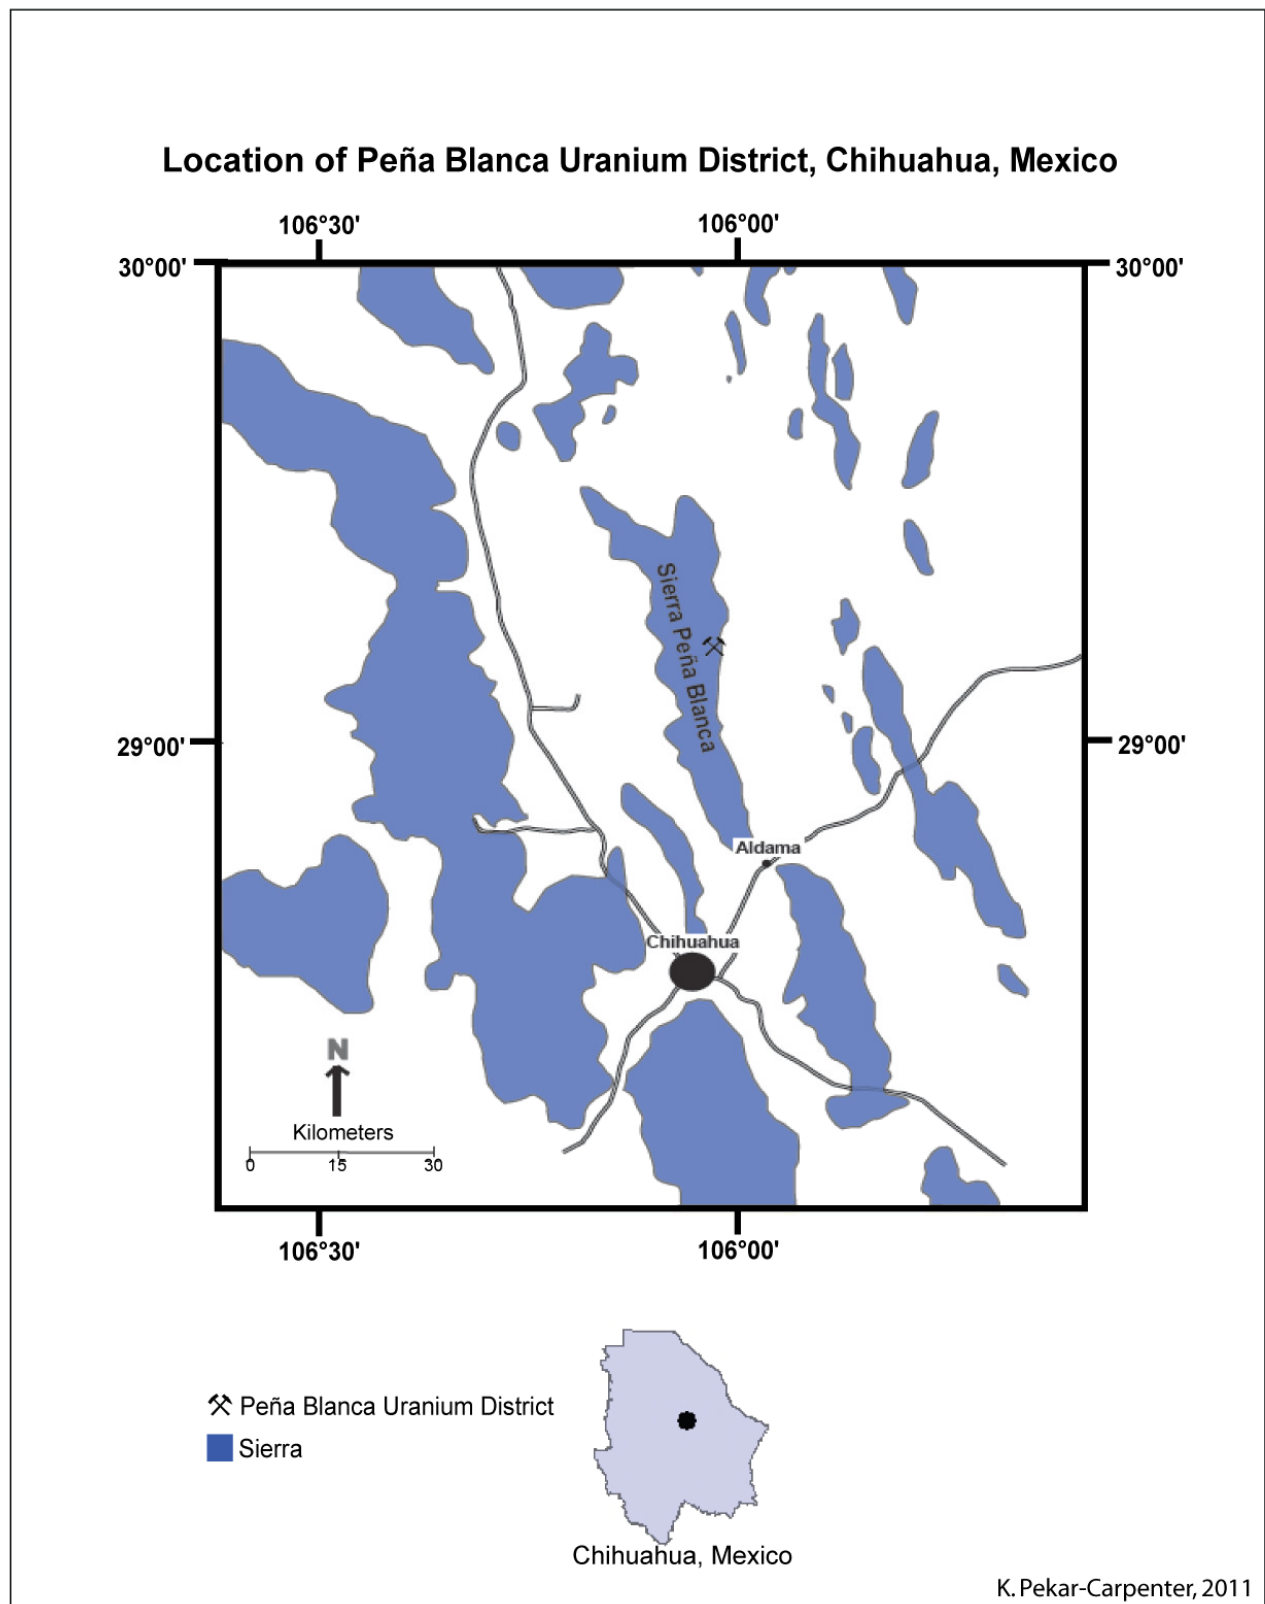 Location of Peña Blanca Uranium District, Chihuahua, Mexico
106°30' 106°00'
30°00' 30°00'
Sierra Peña Blanca
29°00' 29°00'
Aldama
Chihuahua
N
Kilometers
0 15 30
106°30' 106°00'
Peña Blanca Uranium District
Sierra
Chihuahua, Mexico
K. Pekar-Carpenter, 2011